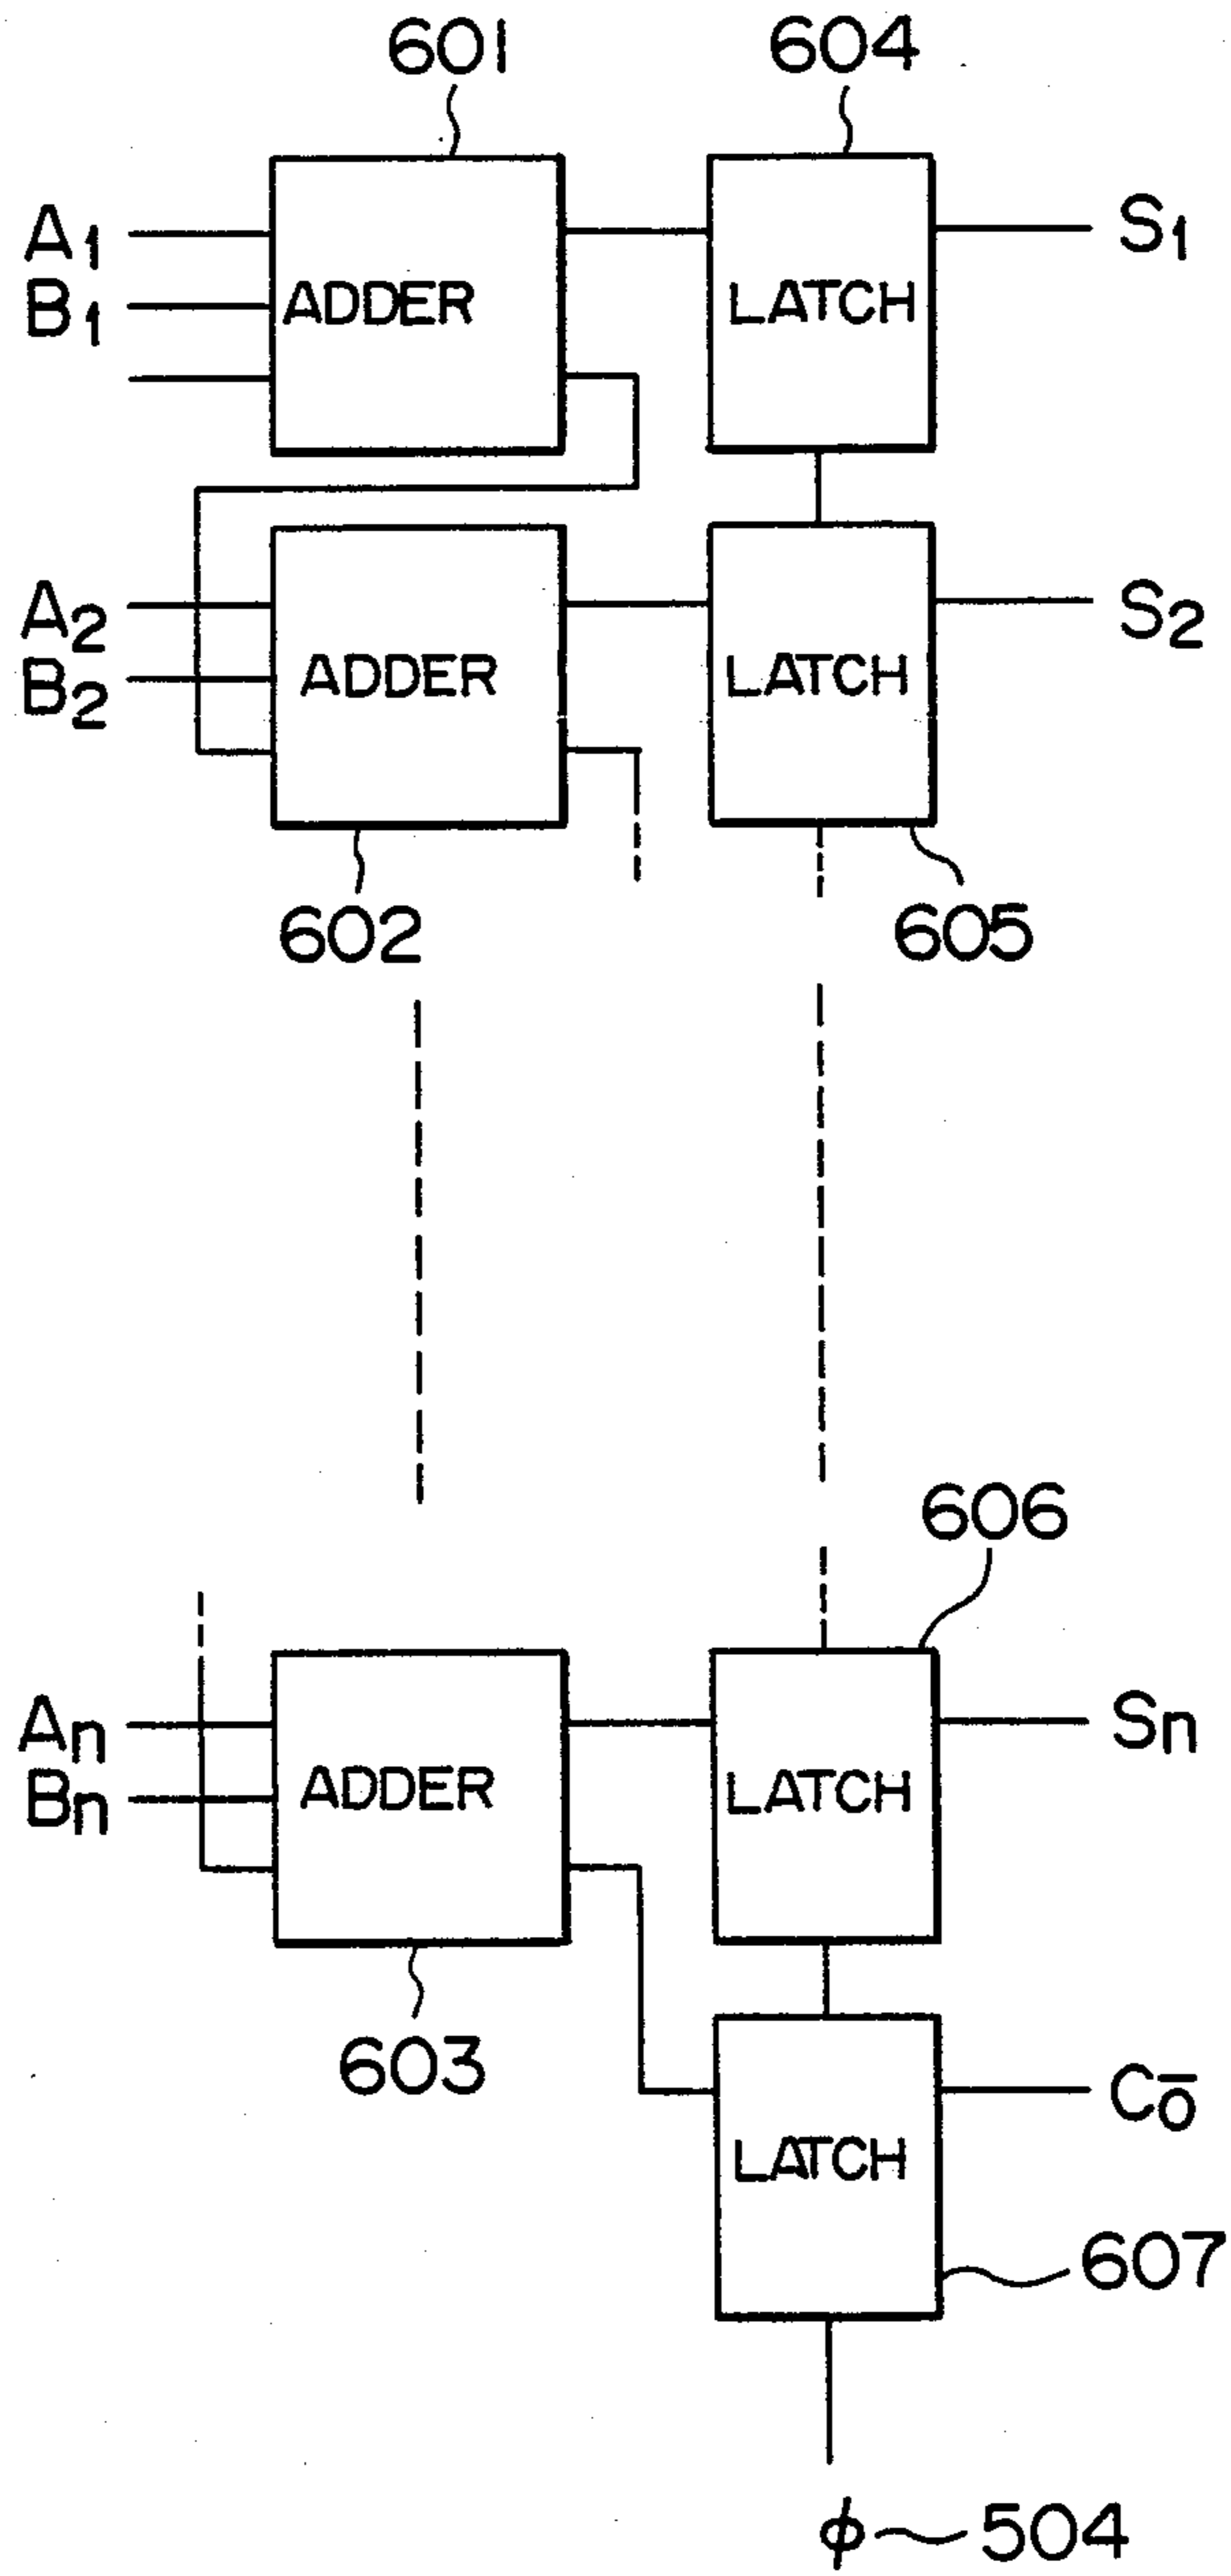 601
604
A1
B1
ADDER
LATCH
S1
A2
B2
ADDER
LATCH
S2
602
605
606
An
Bn
ADDER
LATCH
Sn
603
LATCH
Co̅
607
ϕ 504